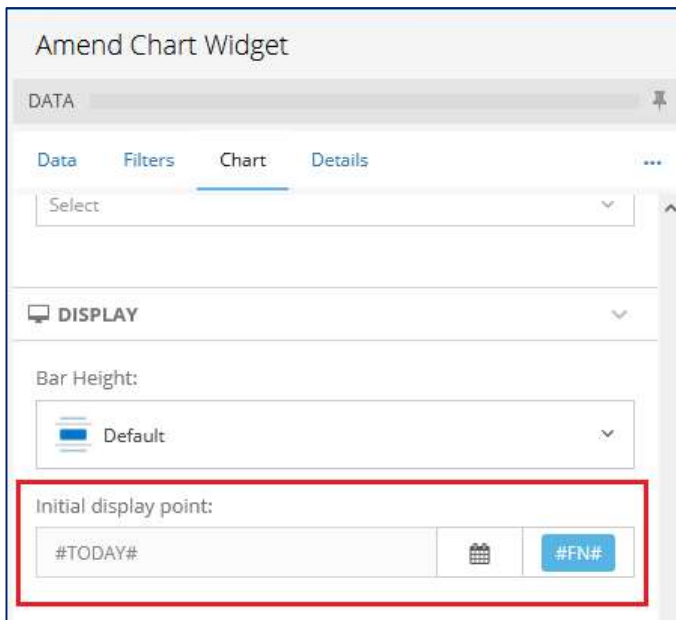 Amend Chart Widget
DATA
Data Filters Chart Details ...
Select
DISPLAY
Bar Height:
Default
Initial display point:
#TODAY# #FN#